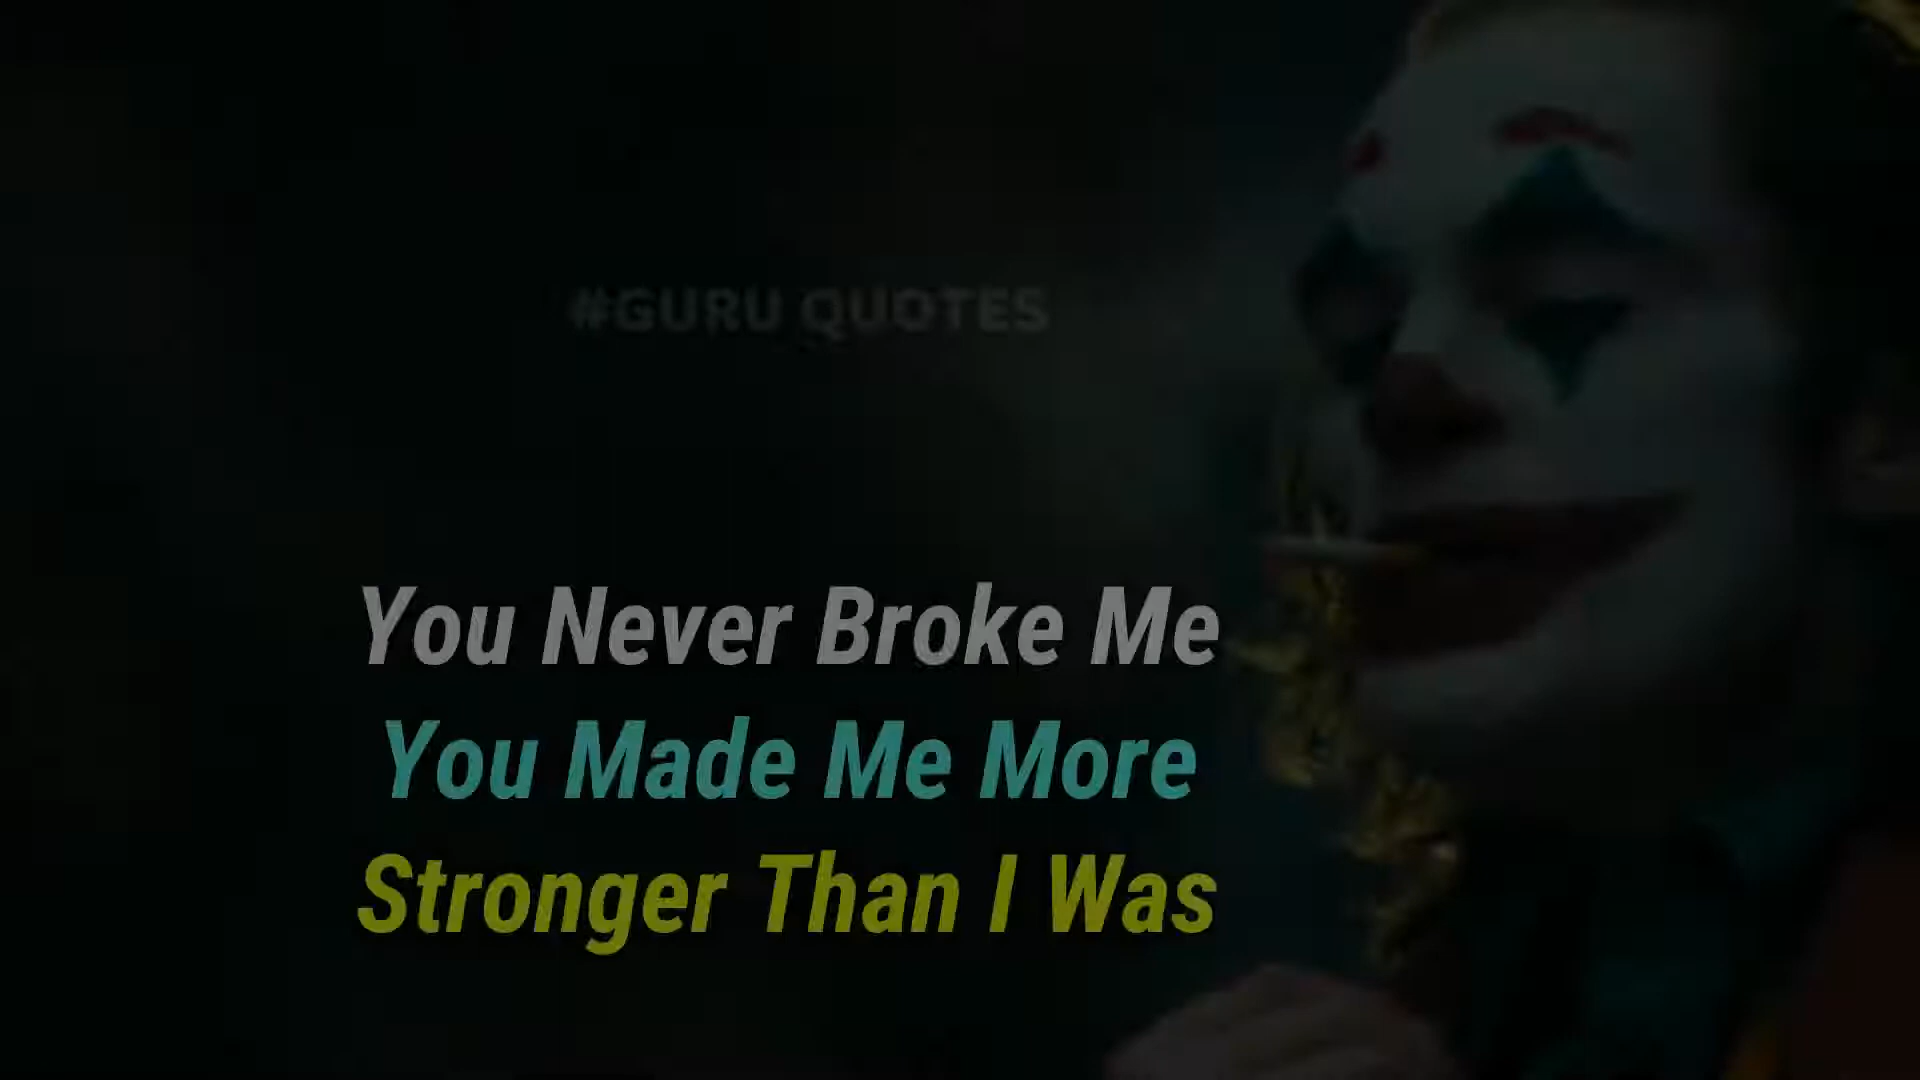 #GURU QUOTES
You Never Broke Me
You Made Me More
Stronger Than I Was